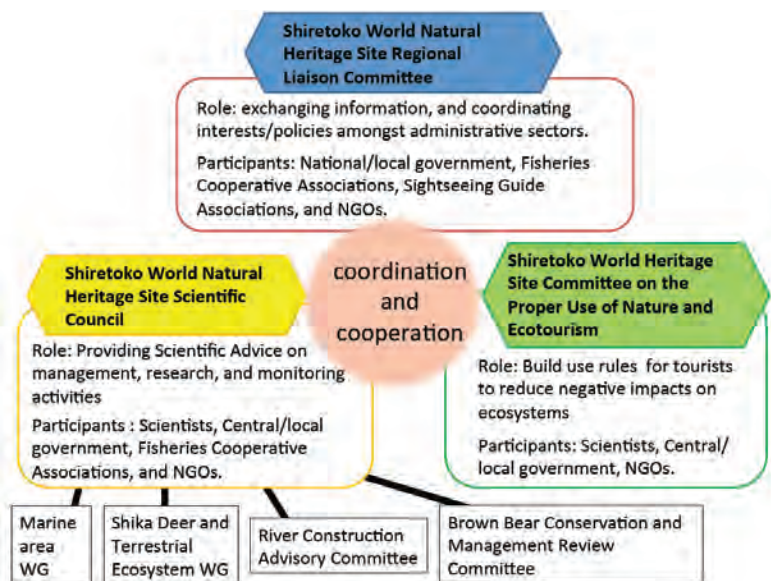 Shiretoko World Natural
Heritage Site Regional
Liaison Committee
Role: exchanging information, and coordinating
interests/policies amongst administrative sectors.
Participants: National/local government, Fisheries
Cooperative Associations, Sightseeing Guide
Associations, and NGOs.
coordination
and
cooperation
Shiretoko World Natural
Heritage Site Scientific
Council
Role: Providing Scientific Advice on
management, research, and monitoring
activities
Participants : Scientists, Central/local
government, Fisheries Cooperative
Associations, and NGOs.
Shiretoko World Heritage
Site Committee on the
Proper Use of Nature and
Ecotourism
Role: Build use rules for tourists
to reduce negative impacts on
ecosystems
Participants: Scientists, Central/
local government, NGOs.
Marine
area
WG
Shika Deer and
Terrestrial
Ecosystem WG
River Construction
Advisory Committee
Brown Bear Conservation and
Management Review
Committee